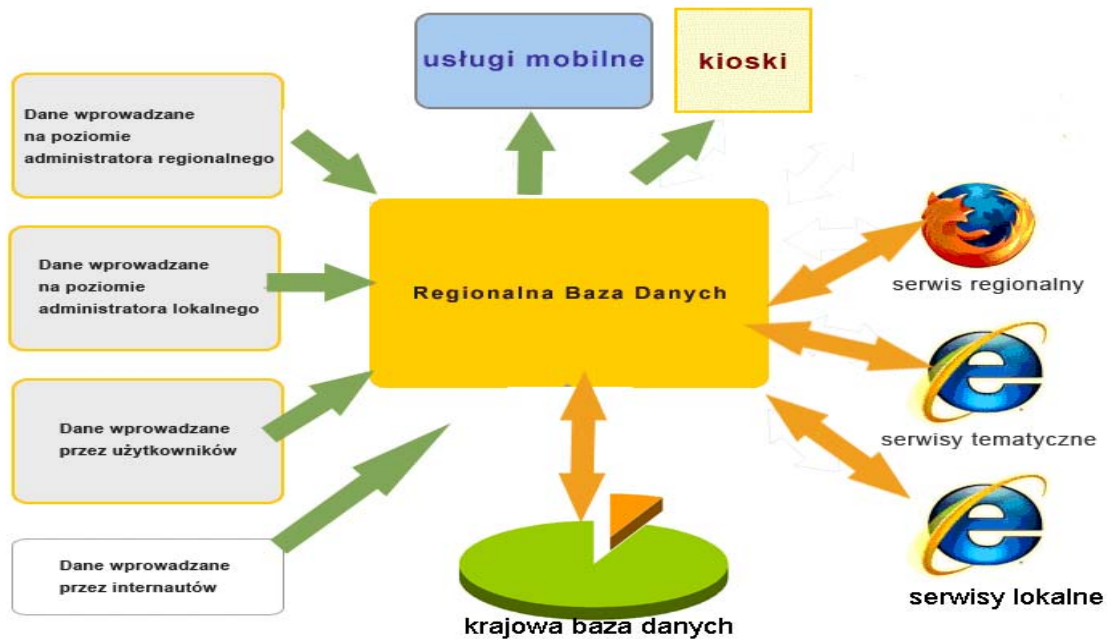 usługi mobilne
kioski
Dane wprowadzane
na poziomie
administratora regionalnego
Dane wprowadzane
na poziomie
administratora lokalnego
Regionalna Baza Danych
serwis regionalny
Dane wprowadzane
przez użytkowników
serwisy tematyczne
Dane wprowadzane
przez internautów
serwisy lokalne
krajowa baza danych